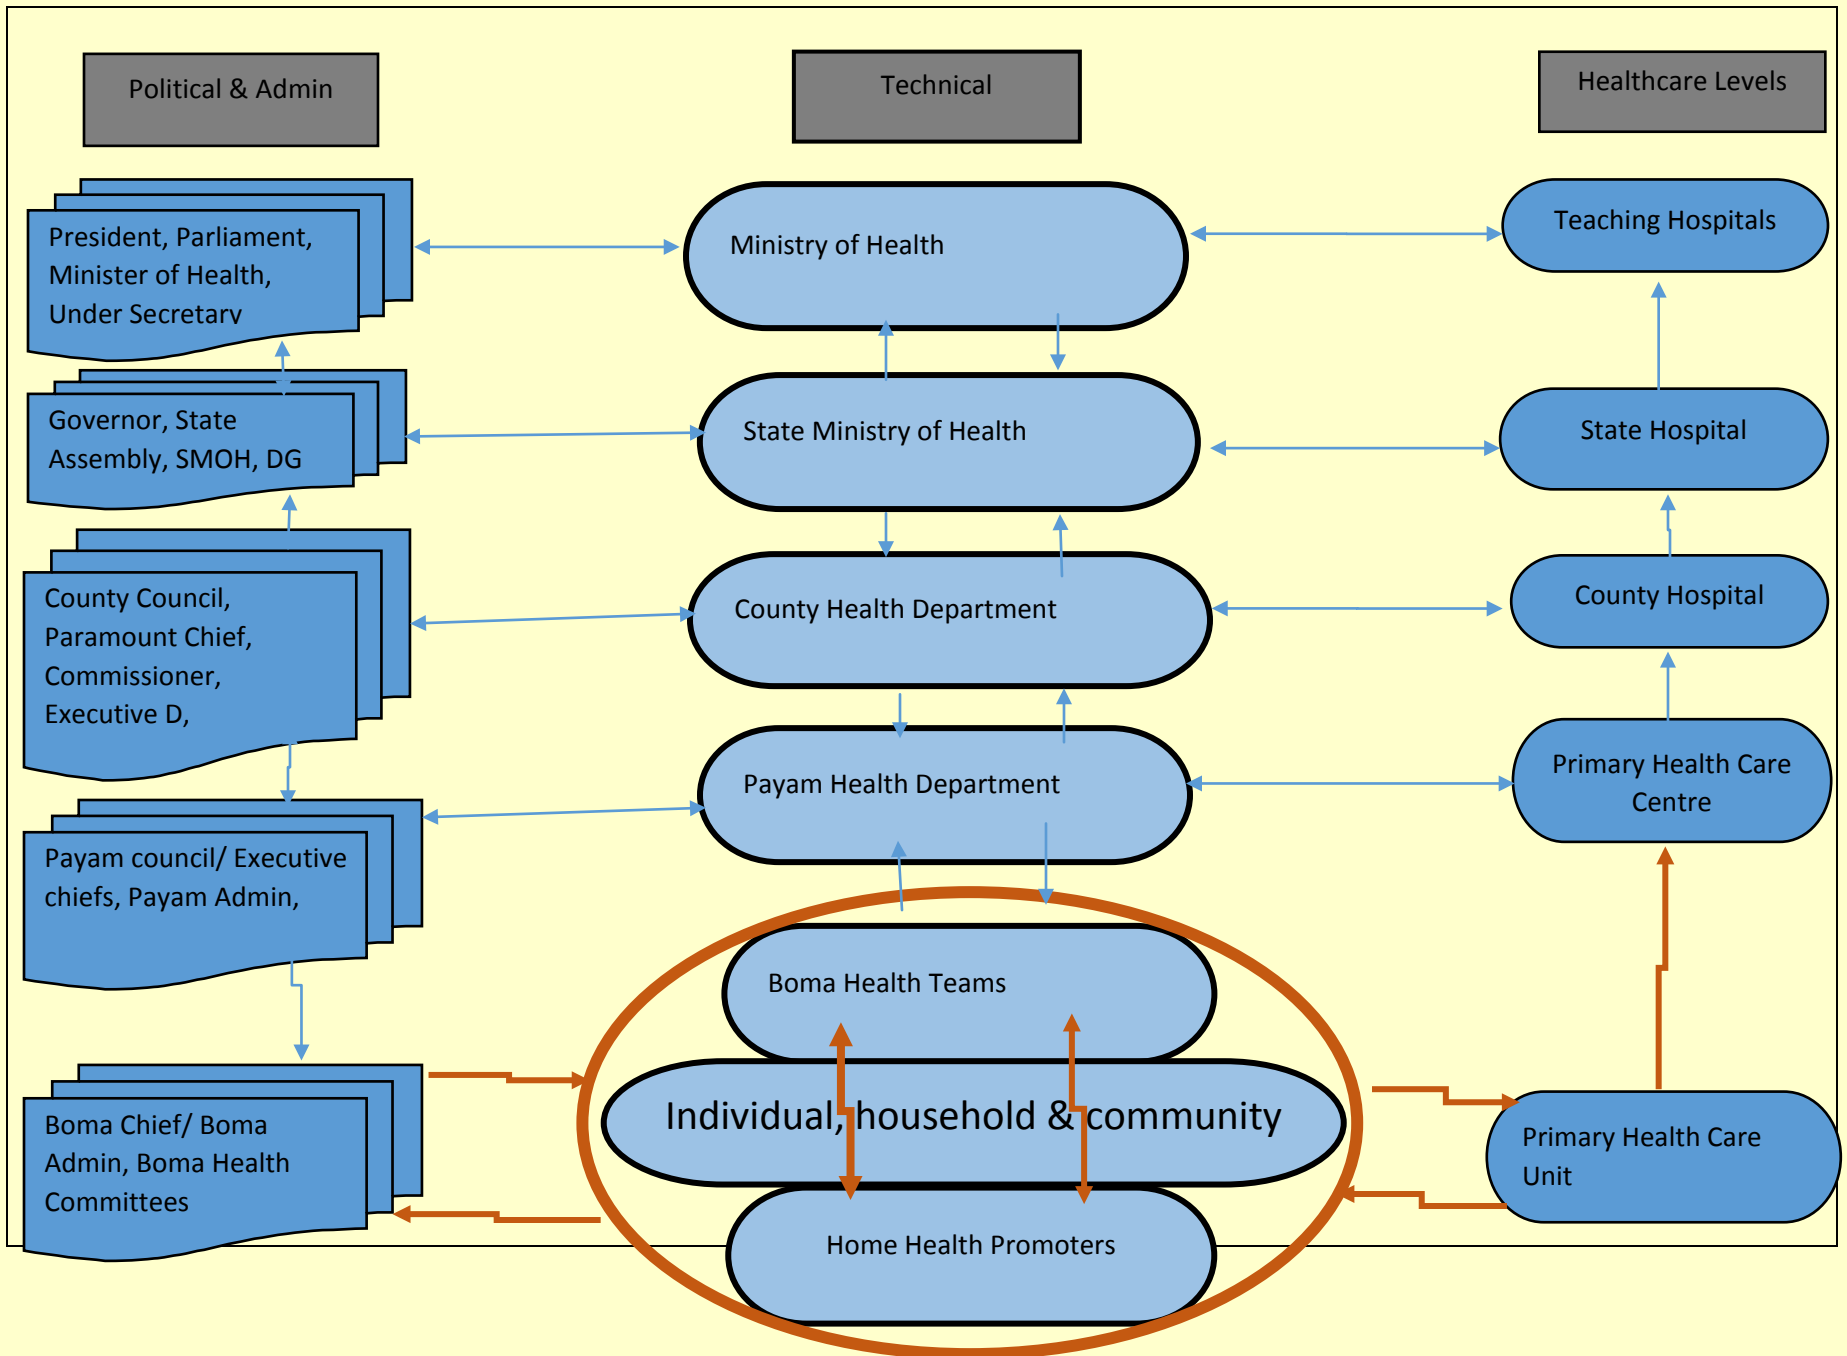 Political & Admin
Technical
Healthcare Levels
President, Parliament,
Minister of Health,
Under Secretary
Ministry of Health
Teaching Hospitals
Governor, State
Assembly, SMOH, DG
State Ministry of Health
State Hospital
County Council,
Paramount Chief,
Commissioner,
Executive D,
County Health Department
County Hospital
Payam council/ Executive
chiefs, Payam Admin,
Payam Health Department
Primary Health Care
Centre
Boma Health Teams
Boma Chief/ Boma
Admin, Boma Health
Committees
Individual, household & community
Primary Health Care
Unit
Home Health Promoters